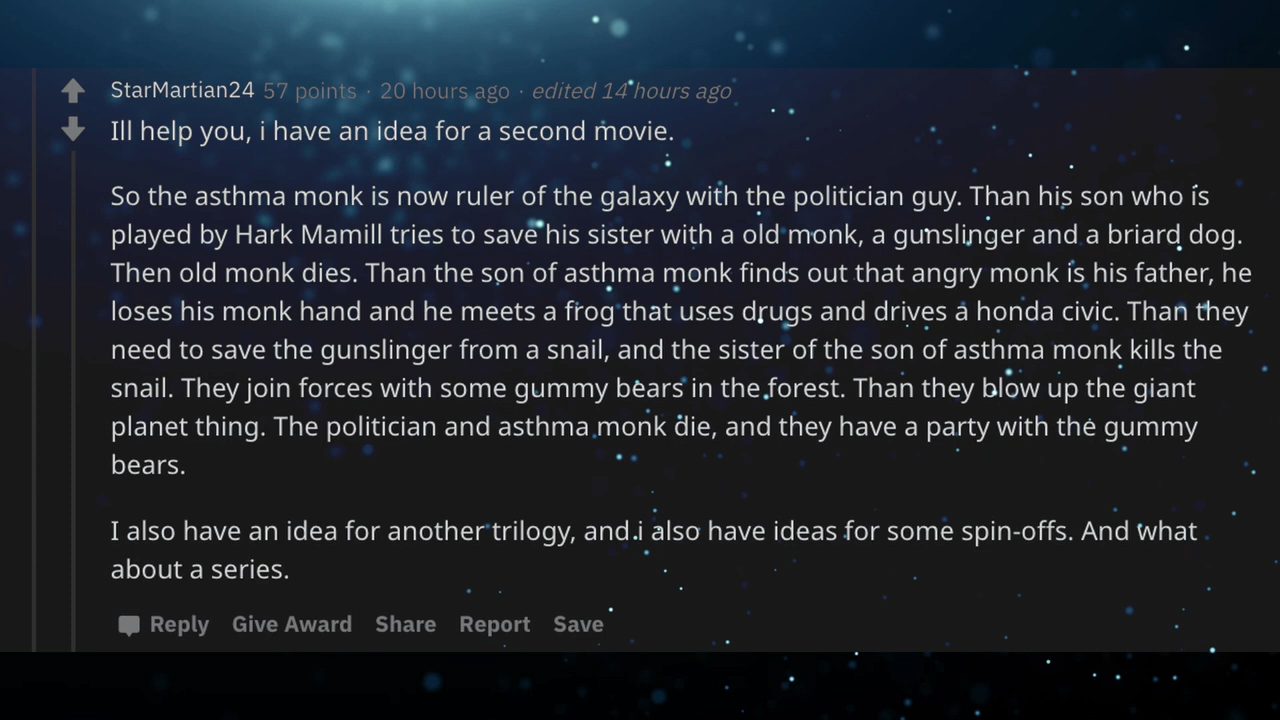 StarMartian24 57 points · 20 hours ago · edited 14 hours ago
Ill help you, i have an idea for a second movie.
So the asthma monk is now ruler of the galaxy with the politician guy. Than his son who is
played by Hark Mamill tries to save his sister with a old monk, a gunslinger and a briard dog.
Then old monk dies. Than the son of asthma monk finds out that angry monk is his father, he
loses his monk hand and he meets a frog that uses drugs and drives a honda civic. Than they
need to save the gunslinger from a snail, and the sister of the son of asthma monk kills the
snail. They join forces with some gummy bears in the forest. Than they blow up the giant
planet thing. The politician and asthma monk die, and they have a party with the gummy
bears.
I also have an idea for another trilogy, and i also have ideas for some spin-offs. And what
about a series.
Reply Give Award Share Report Save